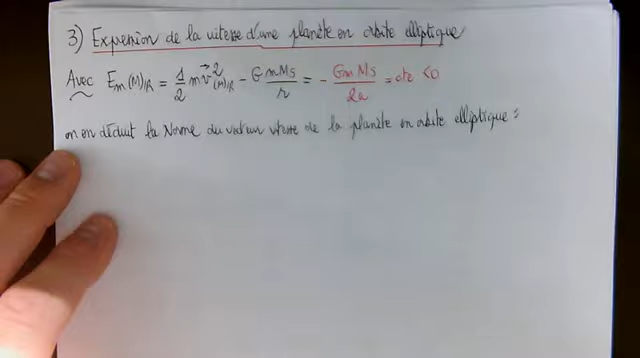 3) Expression de la vitesse d'une planète en orbite elliptique
Avec Em(M)/R = 1/2 m v⃗²(M)/R - G m Ms / r = - G m Ms / 2a = cte < 0
on en déduit la Norme du vecteur vitesse de la planète en orbite elliptique :